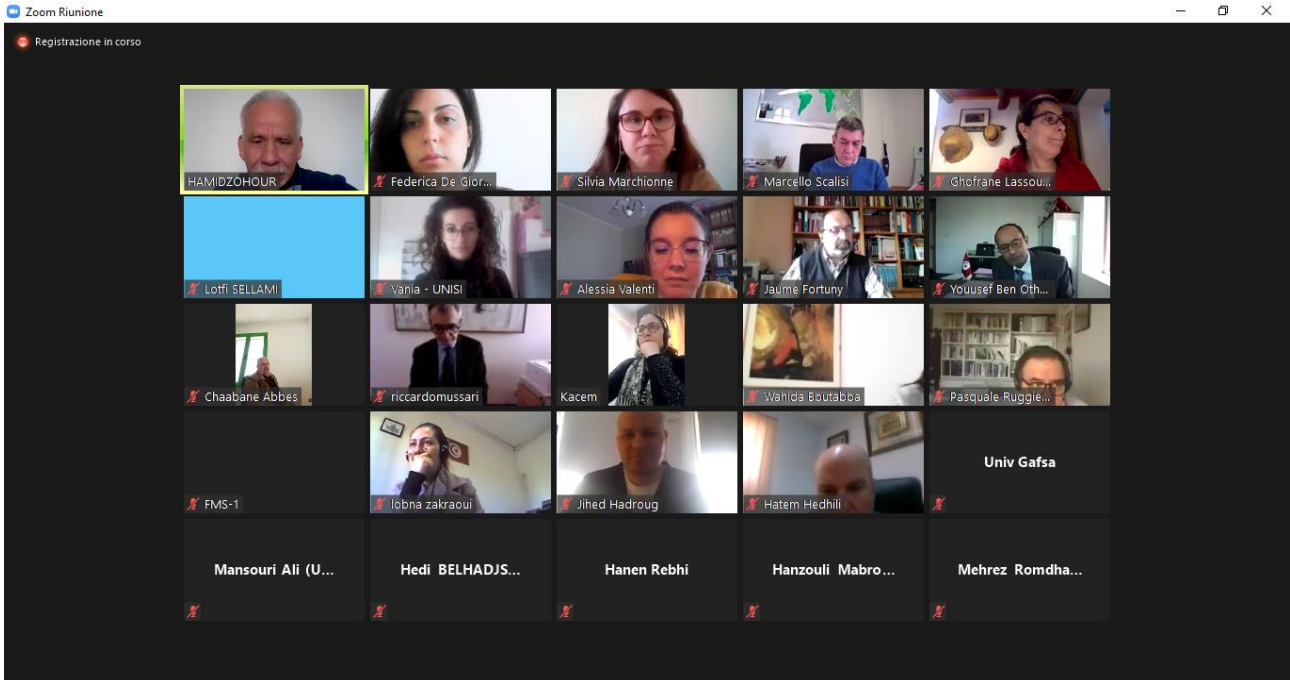 Zoom Riunione
Registrazione in corso
HAMIDZOHOUR
Federica De Gior...
Silvia Marchionne
Marcello Scalisi
Ghofrane Lassou...
Lotfi SELLAMI
Vania - UNISI
Alessia Valenti
Jaume Fortuny
Youusef Ben Oth...
Chaabane Abbes
riccardomussari
Kacem
Wahida Boutabba
Pasquale Ruggie...
FMS-1
lobna zakraoui
Jihed Hadroug
Hatem Hedhili
Univ Gafsa
Mansouri Ali (U...
Hedi BELHADJS...
Hanen Rebhi
Hanzouli Mabro...
Mehrez Romdha...